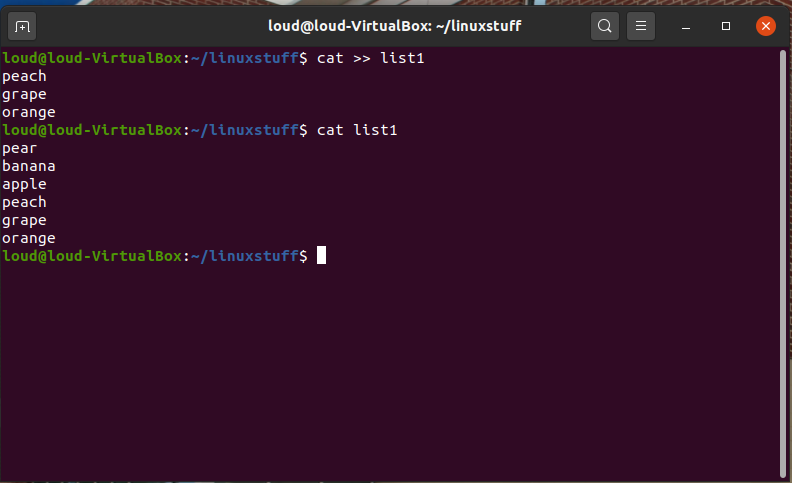 loud@loud-VirtualBox: ~/linuxstuff
loud@loud-VirtualBox:~/linuxstuff$ cat >> list1
peach
grape
orange
loud@loud-VirtualBox:~/linuxstuff$ cat list1
pear
banana
apple
peach
grape
orange
loud@loud-VirtualBox:~/linuxstuff$